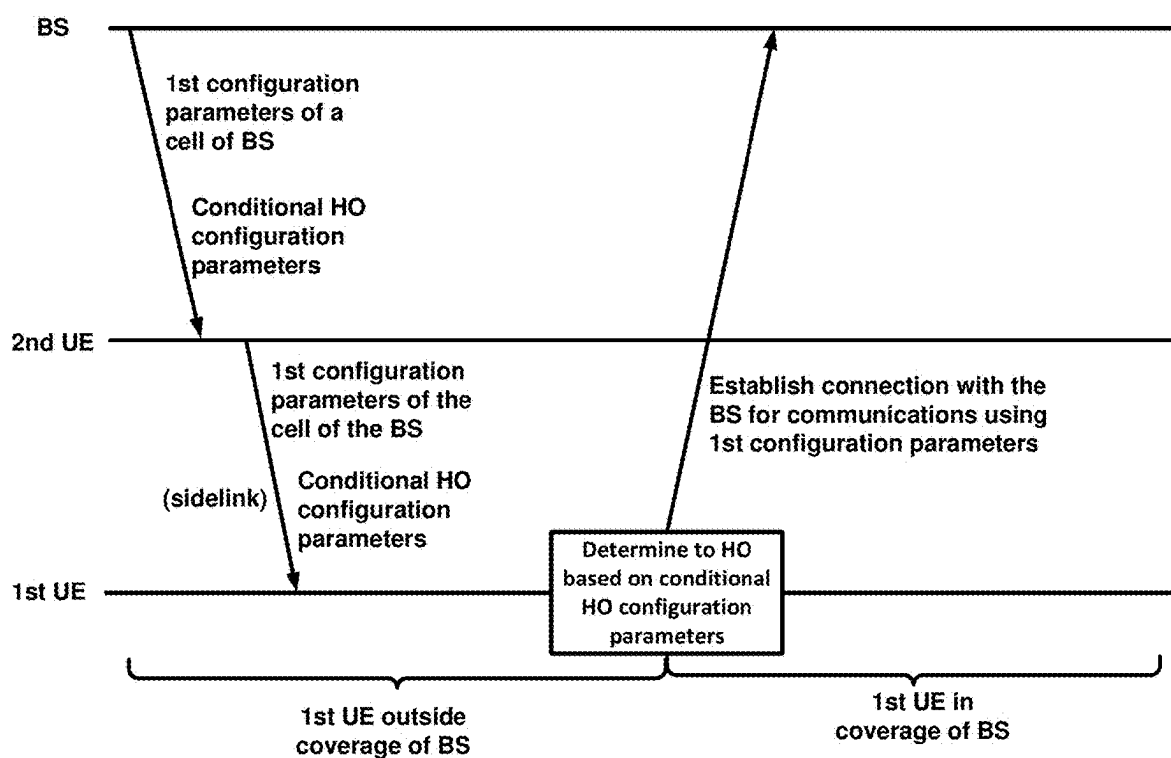 BS
1st configuration
parameters of a
cell of BS
Conditional HO
configuration
parameters
2nd UE
1st configuration
parameters of the
cell of the BS
Establish connection with the
BS for communications using
1st configuration parameters
(sidelink)
Conditional HO
configuration
parameters
Determine to HO
based on conditional
HO configuration
parameters
1st UE
1st UE outside
coverage of BS
1st UE in
coverage of BS